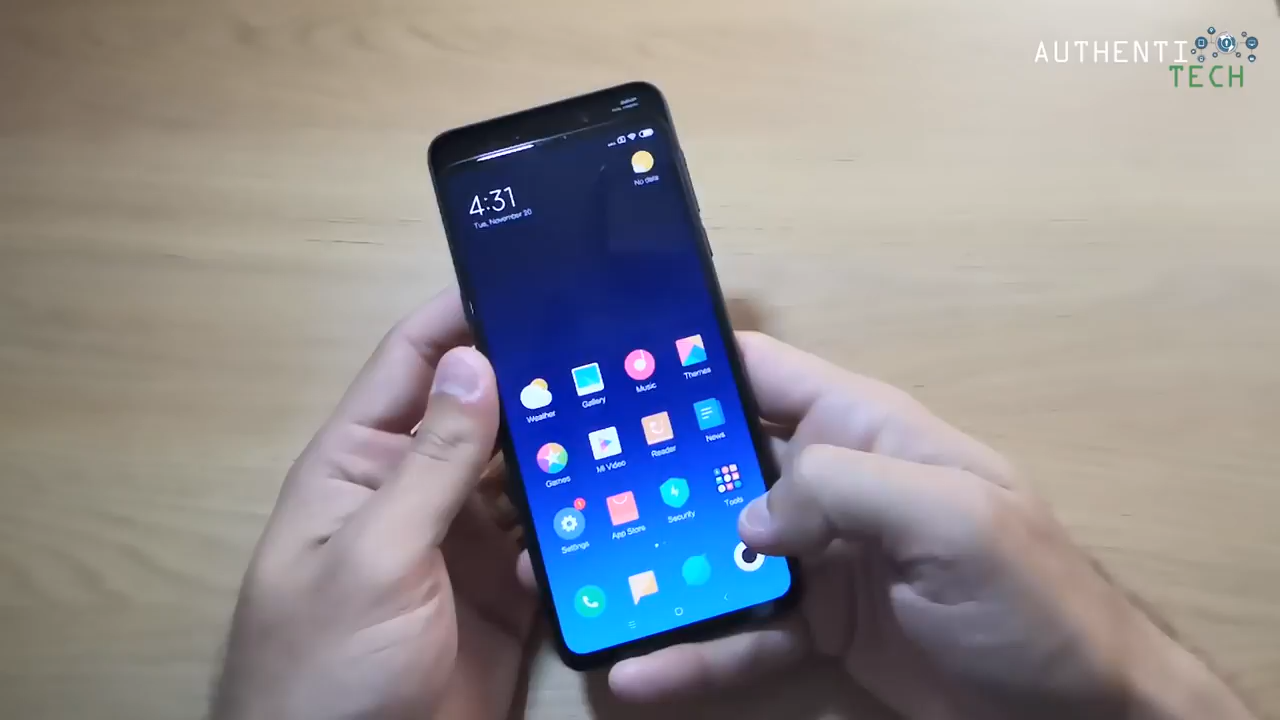 AUTHENTI
TECH
No data
4:31
Tue, November 20
Weather
Gallery
Music
Themes
Games
Mi Video
Reader
News
Settings
1
App Store
Security
Tools